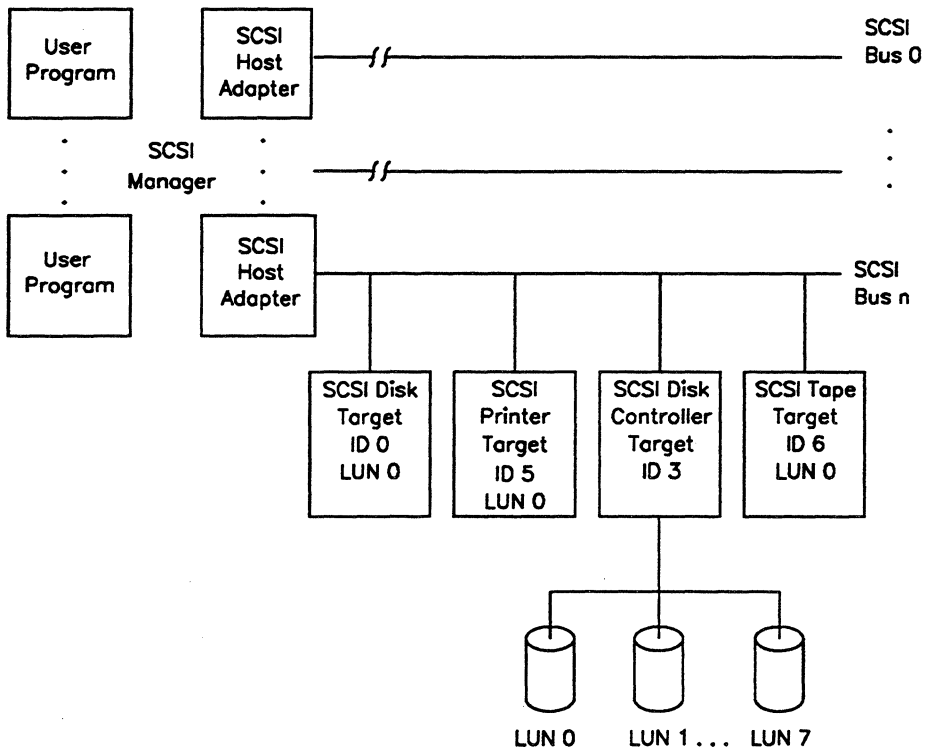 User
Program
SCSI
Host
Adapter
SCSI
Bus 0
SCSI
Manager
User
Program
SCSI
Host
Adapter
SCSI
Bus n
SCSI Disk
Target
ID 0
LUN 0
SCSI
Printer
Target
ID 5
LUN 0
SCSI Disk
Controller
Target
ID 3
SCSI Tape
Target
ID 6
LUN 0
LUN 0 LUN 1 . . . LUN 7